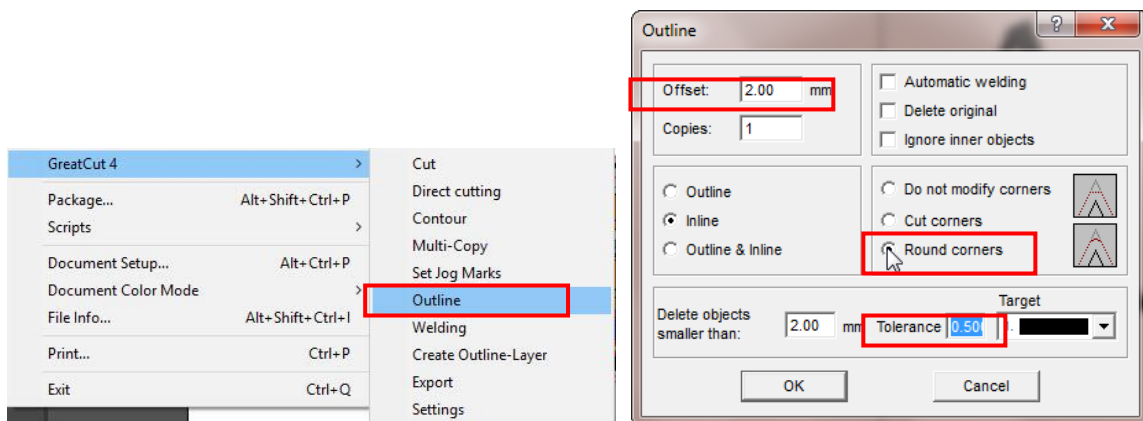 GreatCut 4
Package... Alt+Shift+Ctrl+P
Scripts
Document Setup... Alt+Ctrl+P
Document Color Mode
File Info... Alt+Shift+Ctrl+I
Print... Ctrl+P
Exit Ctrl+Q
Cut
Direct cutting
Contour
Multi-Copy
Set Jog Marks
Outline
Welding
Create Outline-Layer
Export
Settings
Outline
Offset: 2.00 mm
Copies: 1
Automatic welding
Delete original
Ignore inner objects
Outline
Inline
Outline & Inline
Do not modify corners
Cut corners
Round corners
Delete objects
smaller than: 2.00 mm
Tolerance
Target
OK Cancel